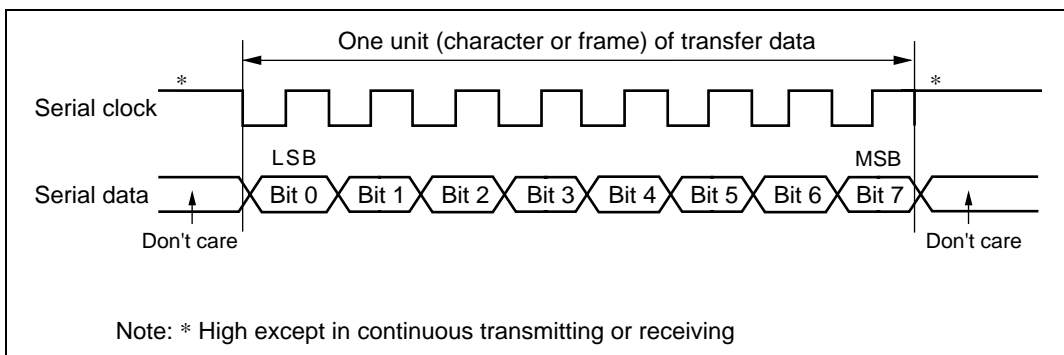 One unit (character or frame) of transfer data
* *
Serial clock
LSB MSB
Serial data Bit 0 Bit 1 Bit 2 Bit 3 Bit 4 Bit 5 Bit 6 Bit 7
Don't care Don't care
Note: * High except in continuous transmitting or receiving